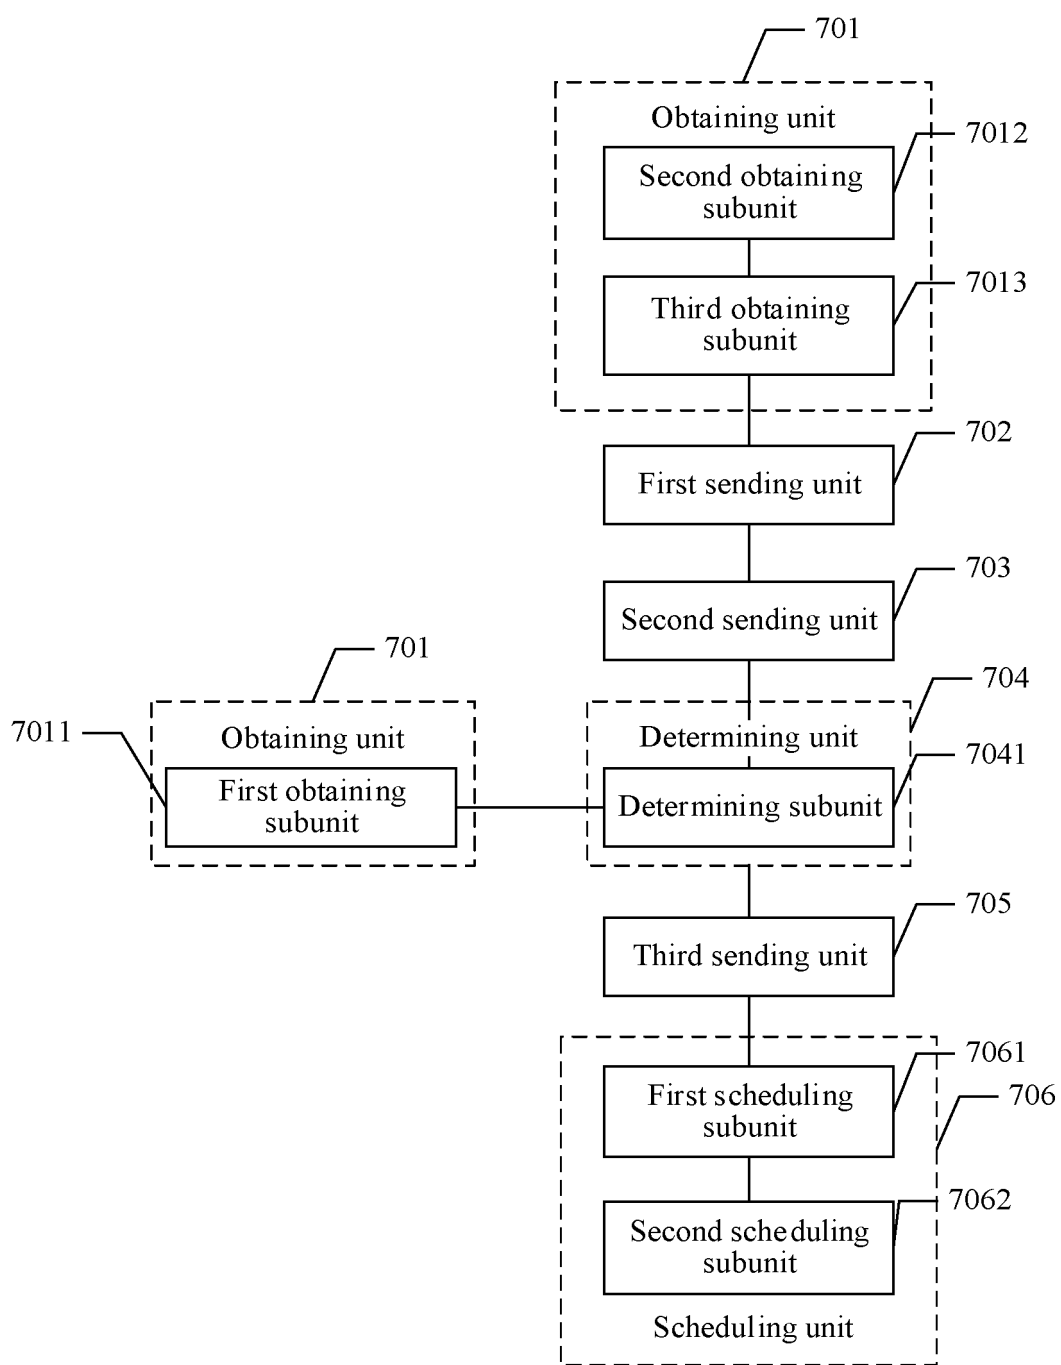 701
Obtaining unit
7012
Second obtaining
subunit
7013
Third obtaining
subunit
702
First sending unit
703
Second sending unit
701
704
7011
Obtaining unit
Determining unit
7041
First obtaining
subunit
Determining subunit
705
Third sending unit
7061
First scheduling
subunit
706
7062
Second scheduling
subunit
Scheduling unit